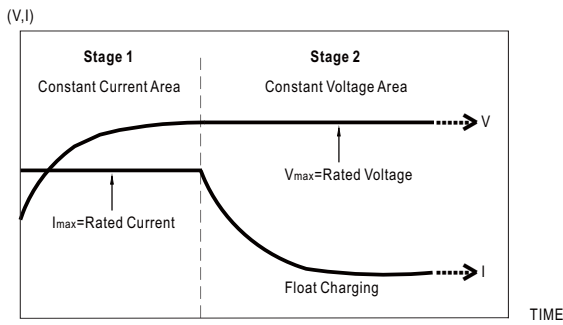 (V,I)
Stage 1
Stage 2
Constant Current Area
Constant Voltage Area
V
Vmax=Rated Voltage
Imax=Rated Current
I
Float Charging
TIME